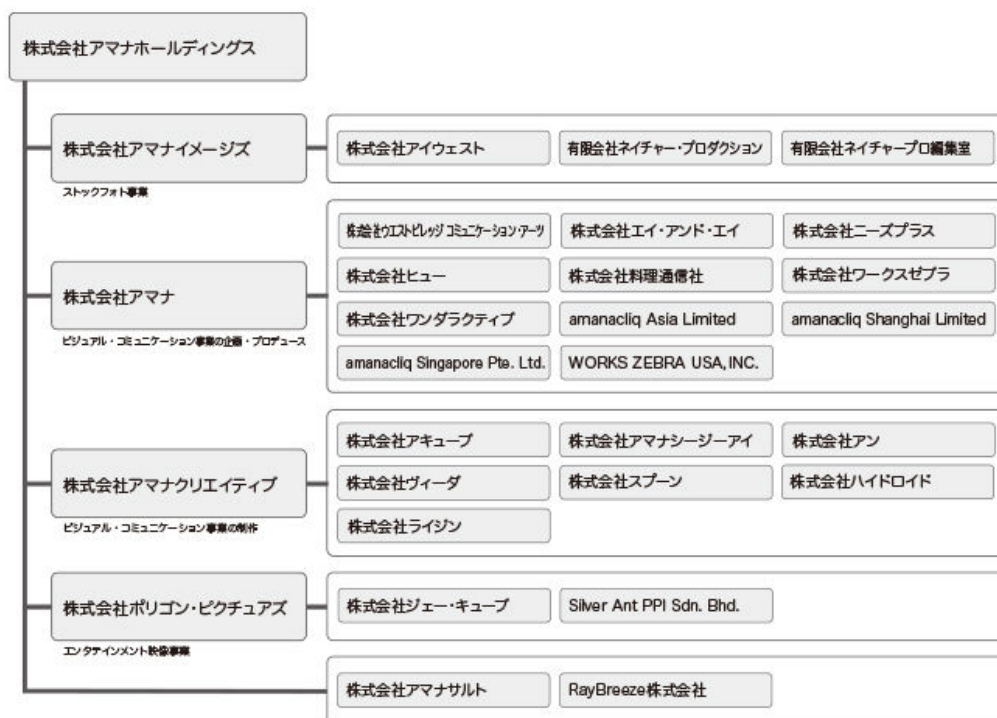 株式会社アマナホールディングス
株式会社アマナイメージズ
ストックフォト事業
株式会社アイウェスト
有限会社ネイチャー・プロダクション
有限会社ネイチャープロ編集室
株式会社アマナ
ビジュアル・コミュニケーション事業の企画・プロデュース
株式会社ウエストビレッジ コミュニケーション・アーツ
株式会社エイ・アンド・エイ
株式会社ニーズプラス
株式会社ヒュー
株式会社料理通信社
株式会社ワークスゼブラ
株式会社ワンダラクティブ
amanacliq Asia Limited
amanacliq Shanghai Limited
amanacliq Singapore Pte. Ltd.
WORKS ZEBRA USA, INC.
株式会社アマナクリエイティブ
ビジュアル・コミュニケーション事業の制作
株式会社アキューブ
株式会社アマナシージーアイ
株式会社アン
株式会社ヴィーダ
株式会社スプーン
株式会社ハイドロイド
株式会社ライジン
株式会社ポリゴン・ピクチュアズ
エンタテインメント映像事業
株式会社ジェー・キューブ
Silver Ant PPI Sdn. Bhd.
株式会社アマナサルト
RayBreeze株式会社